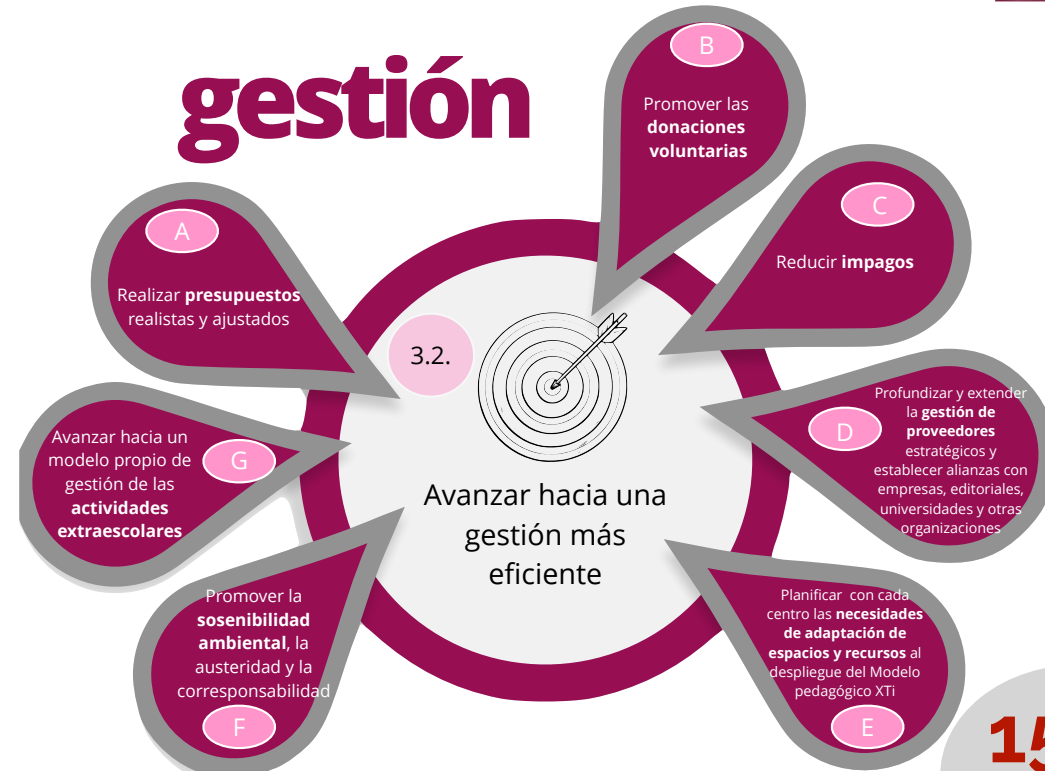 gestión
A
Realizar presupuestos
realistas y ajustados
B
Promover las
donaciones
voluntarias
C
Reducir impagos
D
Profundizar y extender
la gestión de
proveedores
estratégicos y
establecer alianzas con
empresas, editoriales,
universidades y otras
organizaciones
E
Planificar con cada
centro las necesidades
de adaptación de
espacios y recursos al
despliegue del Modelo
pedagógico XTi
F
Promover la
sosenibilidad
ambiental, la
austeridad y la
corresponsabilidad
G
Avanzar hacia un
modelo propio de
gestión de las
actividades
extraescolares
3.2.
Avanzar hacia una
gestión más
eficiente